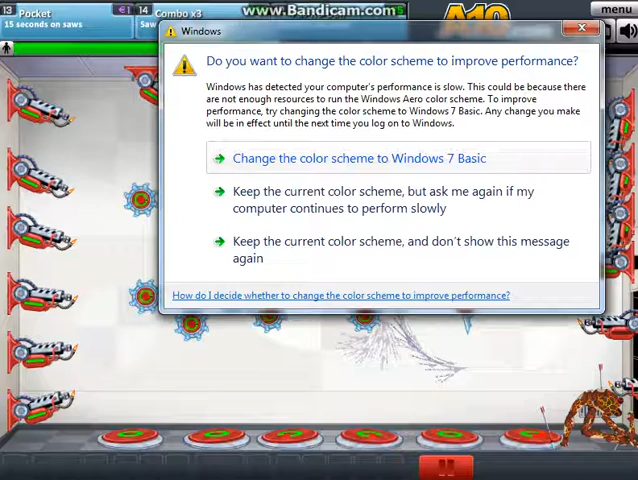 www.Bandicam.com
13 Pocket
15 seconds on saws
€1
14 Combo x3
Saw
A10
menu
Windows
Do you want to change the color scheme to improve performance?
Windows has detected your computer's performance is slow. This could be because there
are not enough resources to run the Windows Aero color scheme. To improve
performance, try changing the color scheme to Windows 7 Basic. Any change you make
will be in effect until the next time you log on to Windows.
Change the color scheme to Windows 7 Basic
Keep the current color scheme, but ask me again if my
computer continues to perform slowly
Keep the current color scheme, and don't show this message
again
How do I decide whether to change the color scheme to improve performance?